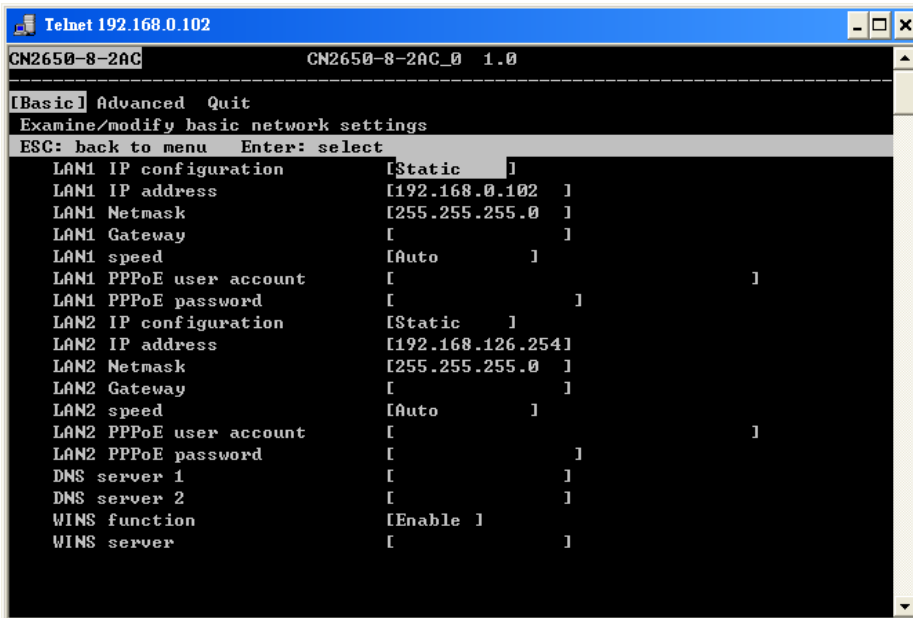 Telnet 192.168.0.102
CN2650-8-2AC CN2650-8-2AC_0 1.0
[Basic] Advanced Quit
Examine/modify basic network settings
ESC: back to menu Enter: select
LAN1 IP configuration [Static ]
LAN1 IP address [192.168.0.102 ]
LAN1 Netmask [255.255.255.0 ]
LAN1 Gateway [ ]
LAN1 speed [Auto ]
LAN1 PPPoE user account [ ]
LAN1 PPPoE password [ ]
LAN2 IP configuration [Static ]
LAN2 IP address [192.168.126.254]
LAN2 Netmask [255.255.255.0 ]
LAN2 Gateway [ ]
LAN2 speed [Auto ]
LAN2 PPPoE user account [ ]
LAN2 PPPoE password [ ]
DNS server 1 [ ]
DNS server 2 [ ]
WINS function [Enable ]
WINS server [ ]